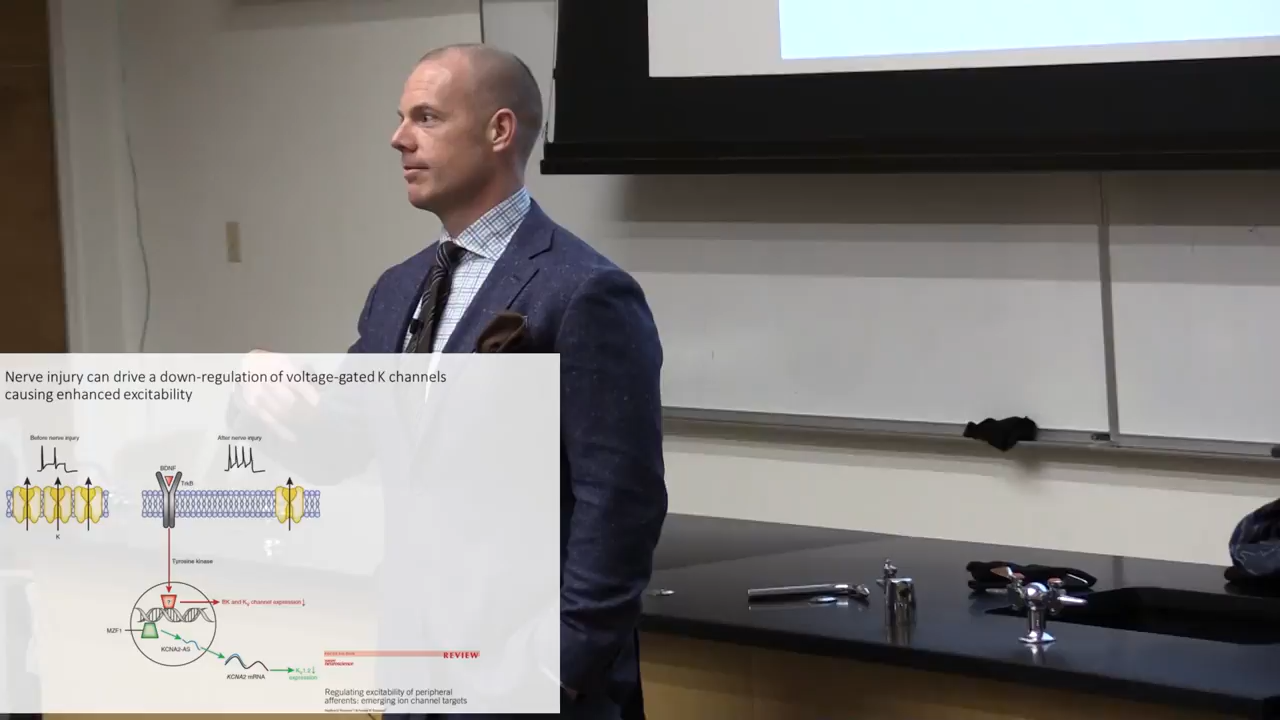 Nerve injury can drive a down-regulation of voltage-gated K channels
causing enhanced excitability
Before nerve injury
After nerve injury
BDNF
TrkB
K
Tyrosine kinase
BK and Kv channel expression ↓
MZF1
KCNA2-AS
KCNA2 mRNA
expression
REVIEW
neuroscience
Regulating excitability of peripheral
afferents: emerging ion channel targets